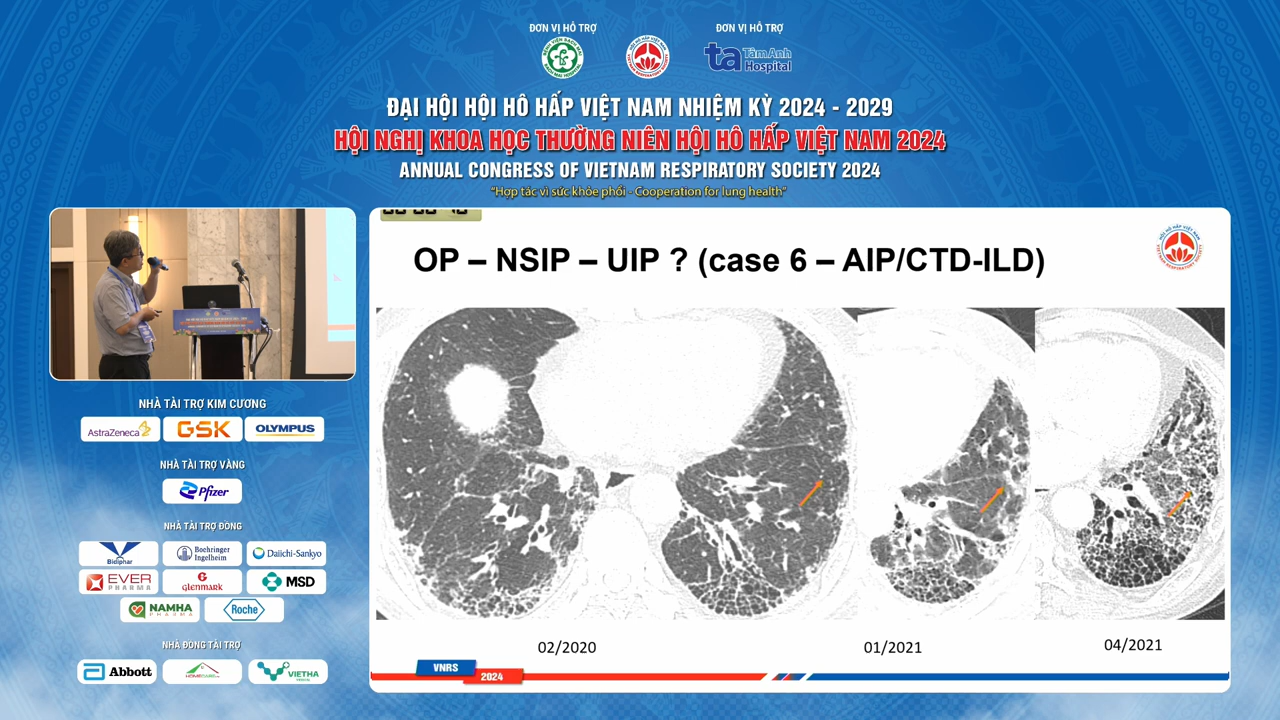 ĐƠN VỊ HỖ TRỢ
ĐƠN VỊ HỖ TRỢ
ta TâmAnh
Hospital
ĐẠI HỘI HỘI HÔ HẤP VIỆT NAM NHIỆM KỲ 2024 - 2029
HỘI NGHỊ KHOA HỌC THƯỜNG NIÊN HỘI HÔ HẤP VIỆT NAM 2024
ANNUAL CONGRESS OF VIETNAM RESPIRATORY SOCIETY 2024
"Hợp tác vì sức khỏe phổi - Cooperation for lung health"
OP – NSIP – UIP ? (case 6 – AIP/CTD-ILD)
02/2020
01/2021
04/2021
VNRS
2024
NHÀ TÀI TRỢ KIM CƯƠNG
AstraZeneca
GSK
OLYMPUS
NHÀ TÀI TRỢ VÀNG
Pfizer
NHÀ TÀI TRỢ ĐỒNG
Bidiphar
Boehringer
Ingelheim
Daiichi-Sankyo
EVER
PHARMA
GLENMARK
MSD
NAMHA
PHARMA
Roche
NHÀ ĐỒNG TÀI TRỢ
Abbott
VIETHA